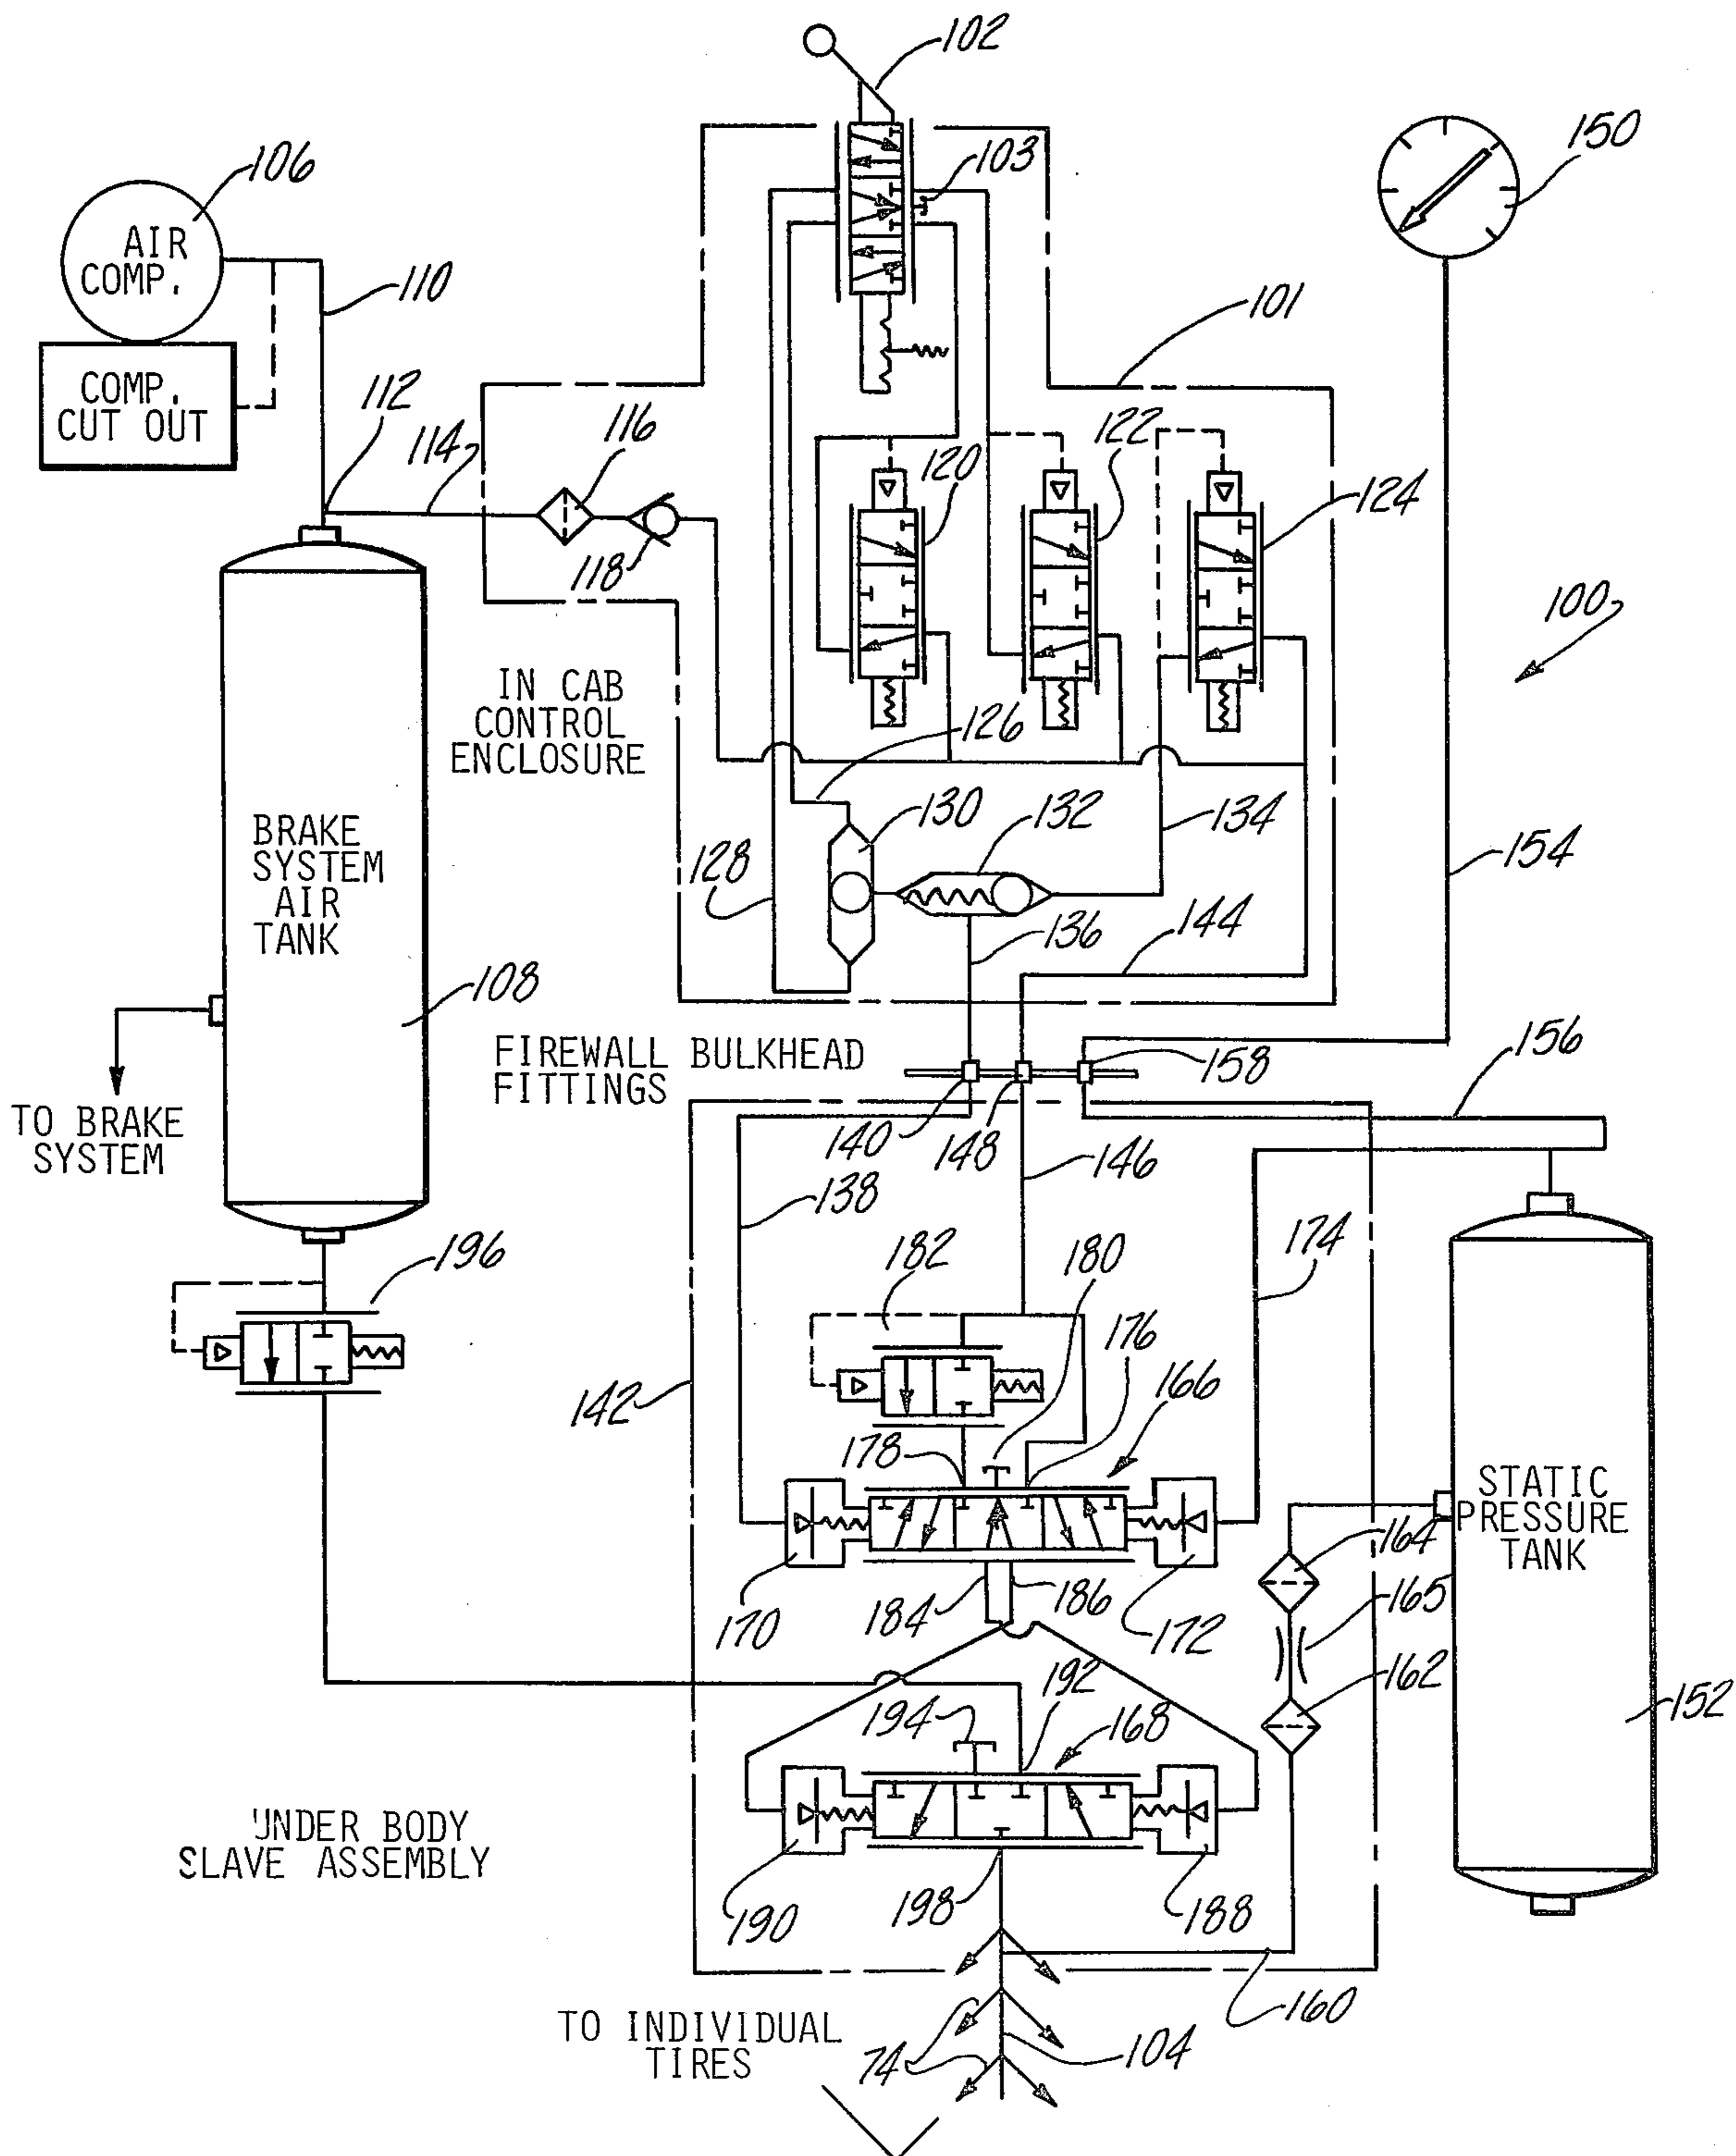 102
106
AIR
COMP.
103
150
110
101
COMP.
CUT OUT
112
114
116
120
122
124
118
100
IN CAB
CONTROL
ENCLOSURE
126
130
132
134
154
BRAKE
SYSTEM
AIR
TANK
128
136
144
108
FIREWALL BULKHEAD
FITTINGS
158
156
TO BRAKE
SYSTEM
140
148
146
138
174
196
182
180
176
166
142
178
STATIC
PRESSURE
TANK
164
165
170
184
186
172
162
192
194
168
152
UNDER BODY
SLAVE ASSEMBLY
190
198
188
160
TO INDIVIDUAL
TIRES
74
104